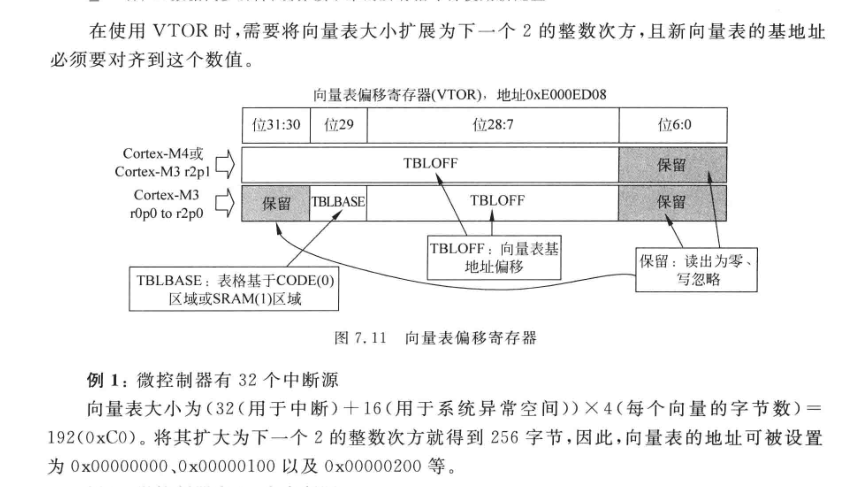 在使用 VTOR 时,需要将向量表大小扩展为下一个 2 的整数次方,且新向量表的基地址
必须要对齐到这个数值。
向量表偏移寄存器(VTOR)，地址0xE000ED08
位31:30 位29 位28:7 位6:0
Cortex-M4或
Cortex-M3 r2p1
TBLOFF
保留
Cortex-M3
r0p0 to r2p0
保留 TBLBASE TBLOFF 保留
TBLOFF：向量表基
地址偏移
保留：读出为零、
写忽略
TBLBASE：表格基于CODE(0)
区域或SRAM(1)区域
图 7.11 向量表偏移寄存器
例 1：微控制器有 32 个中断源
向量表大小为(32(用于中断)＋16(用于系统异常空间))×4(每个向量的字节数)＝
192(0xC0)。将其扩大为下一个 2 的整数次方就得到 256 字节,因此,向量表的地址可被设置
为 0x00000000、0x00000100 以及 0x00000200 等。